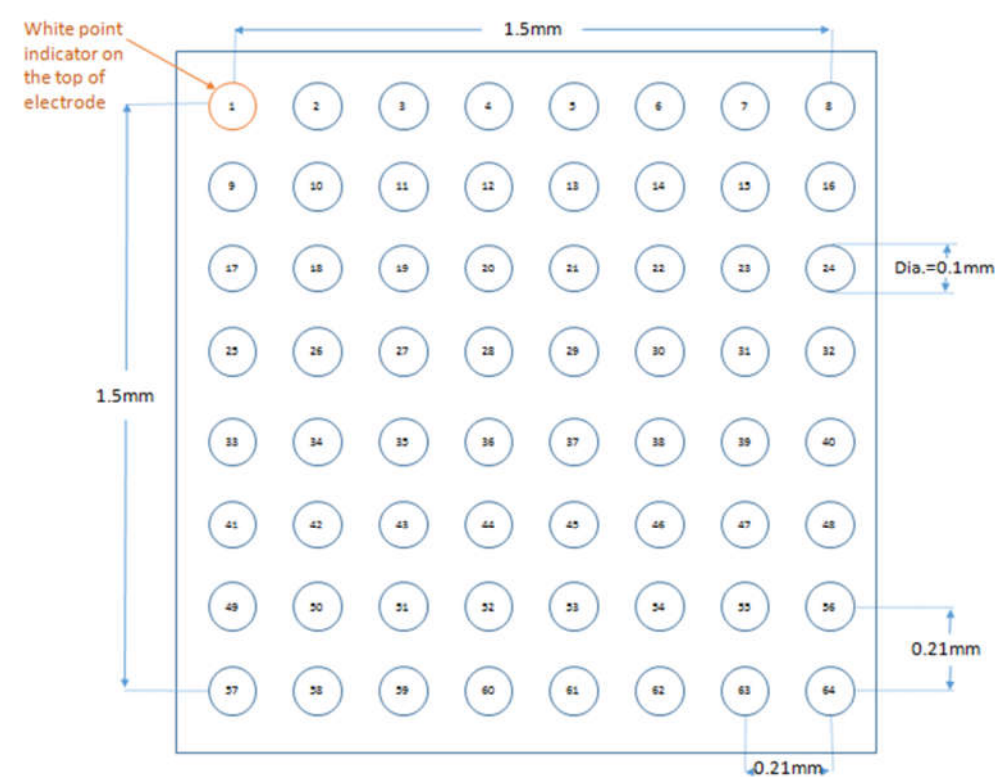 White point
indicator on
the top of
electrode
1.5mm
1 2 3 4 5 6 7 8
9 10 11 12 13 14 15 16
17 18 19 20 21 22 23 24
Dia.=0.1mm
25 26 27 28 29 30 31 32
1.5mm
33 34 35 36 37 38 39 40
41 42 43 44 45 46 47 48
49 50 51 52 53 54 55 56
0.21mm
57 58 59 60 61 62 63 64
0.21mm